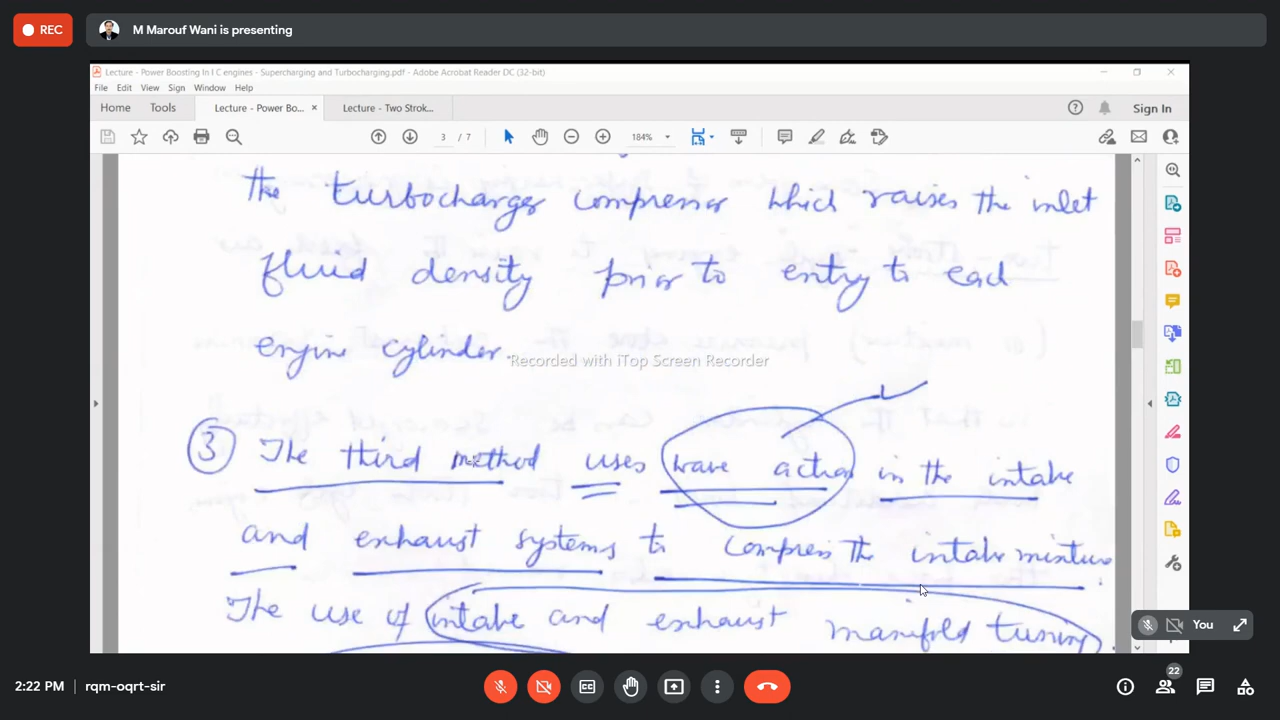 REC
M Marouf Wani is presenting
Lecture - Power Boosting In I C engines - Supercharging and Turbocharging.pdf - Adobe Acrobat Reader DC (32-bit)
File Edit View Sign Window Help
Home Tools Lecture - Power Bo... × Lecture - Two Strok... Sign In
3 / 7 184%
the turbocharger compressor which raises the inlet
fluid density prior to entry to each
engine cylinder.
Recorded with iTop Screen Recorder
3 The third method uses wave action in the intake
and exhaust systems to compress the intake mixture.
The use of intake and exhaust manifold tuning
You
2:22 PM rqm-oqrt-sir
22